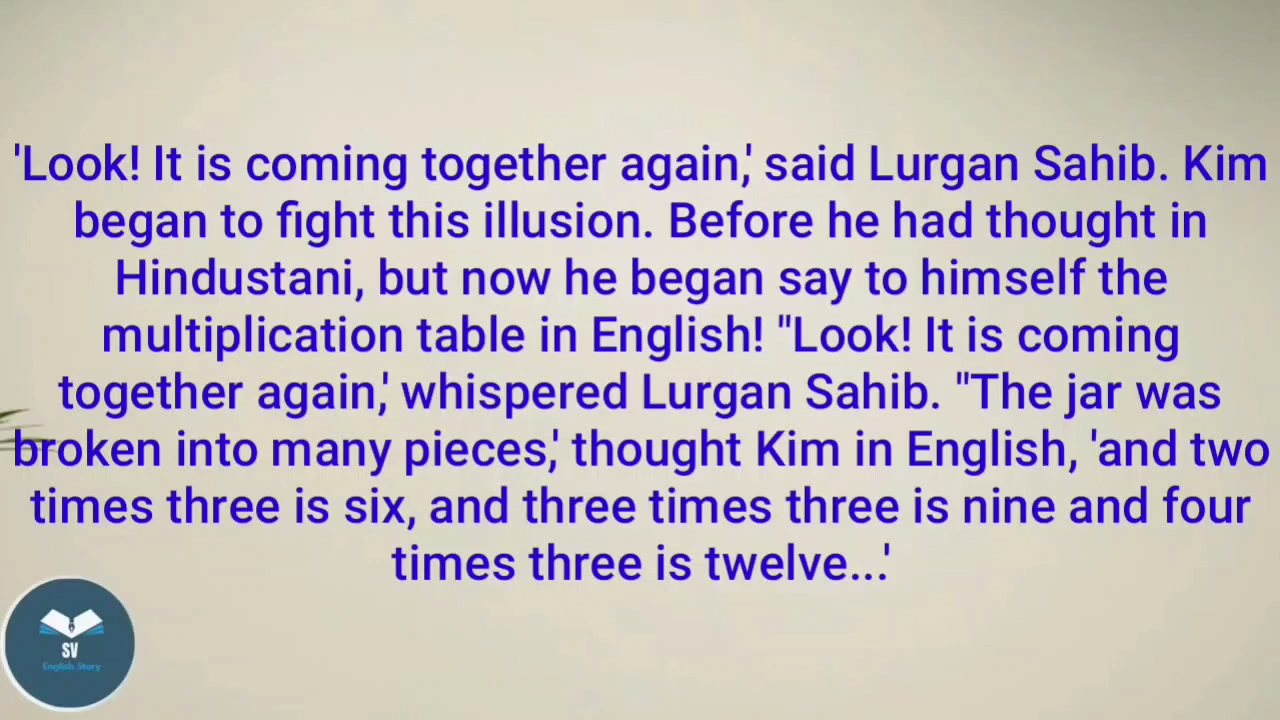 'Look! It is coming together again,' said Lurgan Sahib. Kim
began to fight this illusion. Before he had thought in
Hindustani, but now he began say to himself the
multiplication table in English! "Look! It is coming
together again,' whispered Lurgan Sahib. "The jar was
broken into many pieces,' thought Kim in English, 'and two
times three is six, and three times three is nine and four
times three is twelve...'
SV
English Story